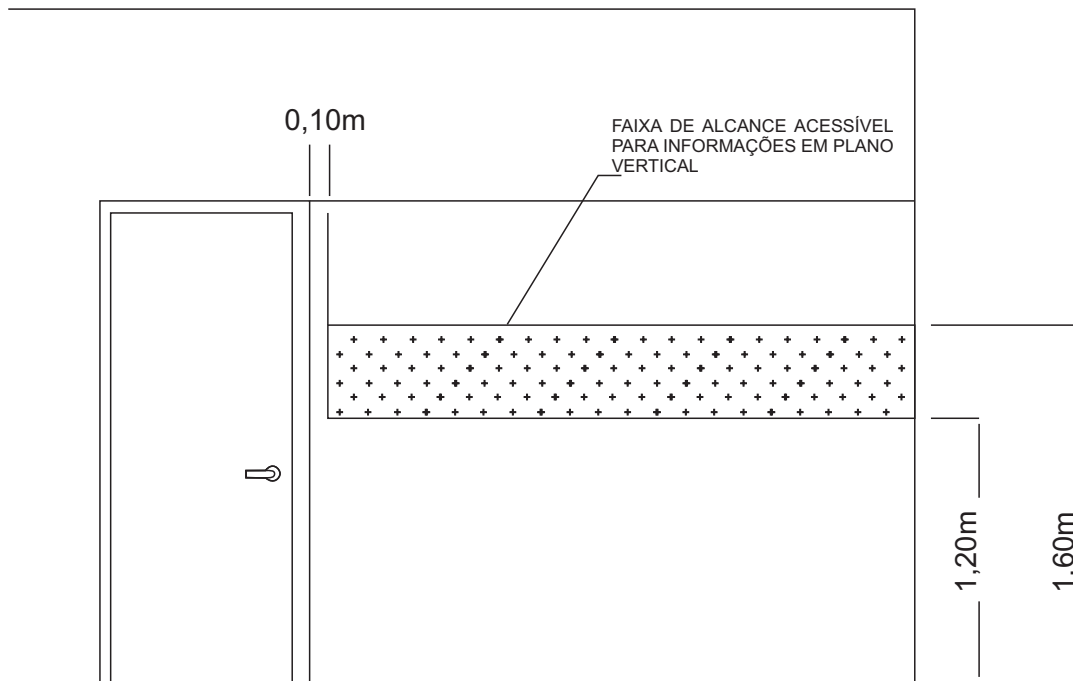 0,10m
FAIXA DE ALCANCE ACESSÍVEL
PARA INFORMAÇÕES EM PLANO
VERTICAL
1,20m
1,60m